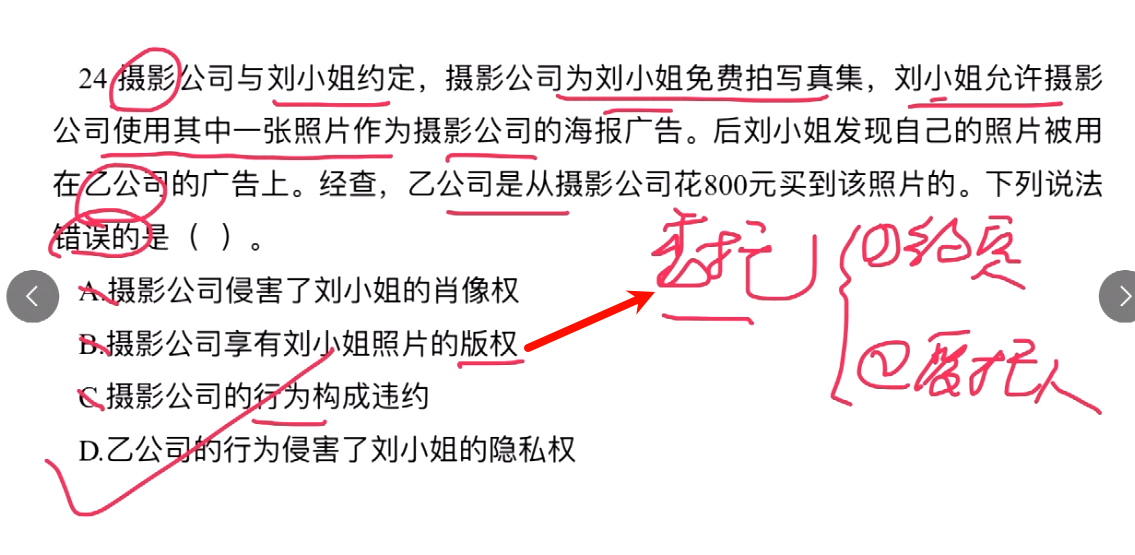 24.摄影公司与刘小姐约定，摄影公司为刘小姐免费拍写真集，刘小姐允许摄影
公司使用其中一张照片作为摄影公司的海报广告。后刘小姐发现自己的照片被用
在乙公司的广告上。经查，乙公司是从摄影公司花800元买到该照片的。下列说法
错误的是（ ）。
A.摄影公司侵害了刘小姐的肖像权
B.摄影公司享有刘小姐照片的版权
C.摄影公司的行为构成违约
D.乙公司的行为侵害了刘小姐的隐私权
委托
①约定
②受托人